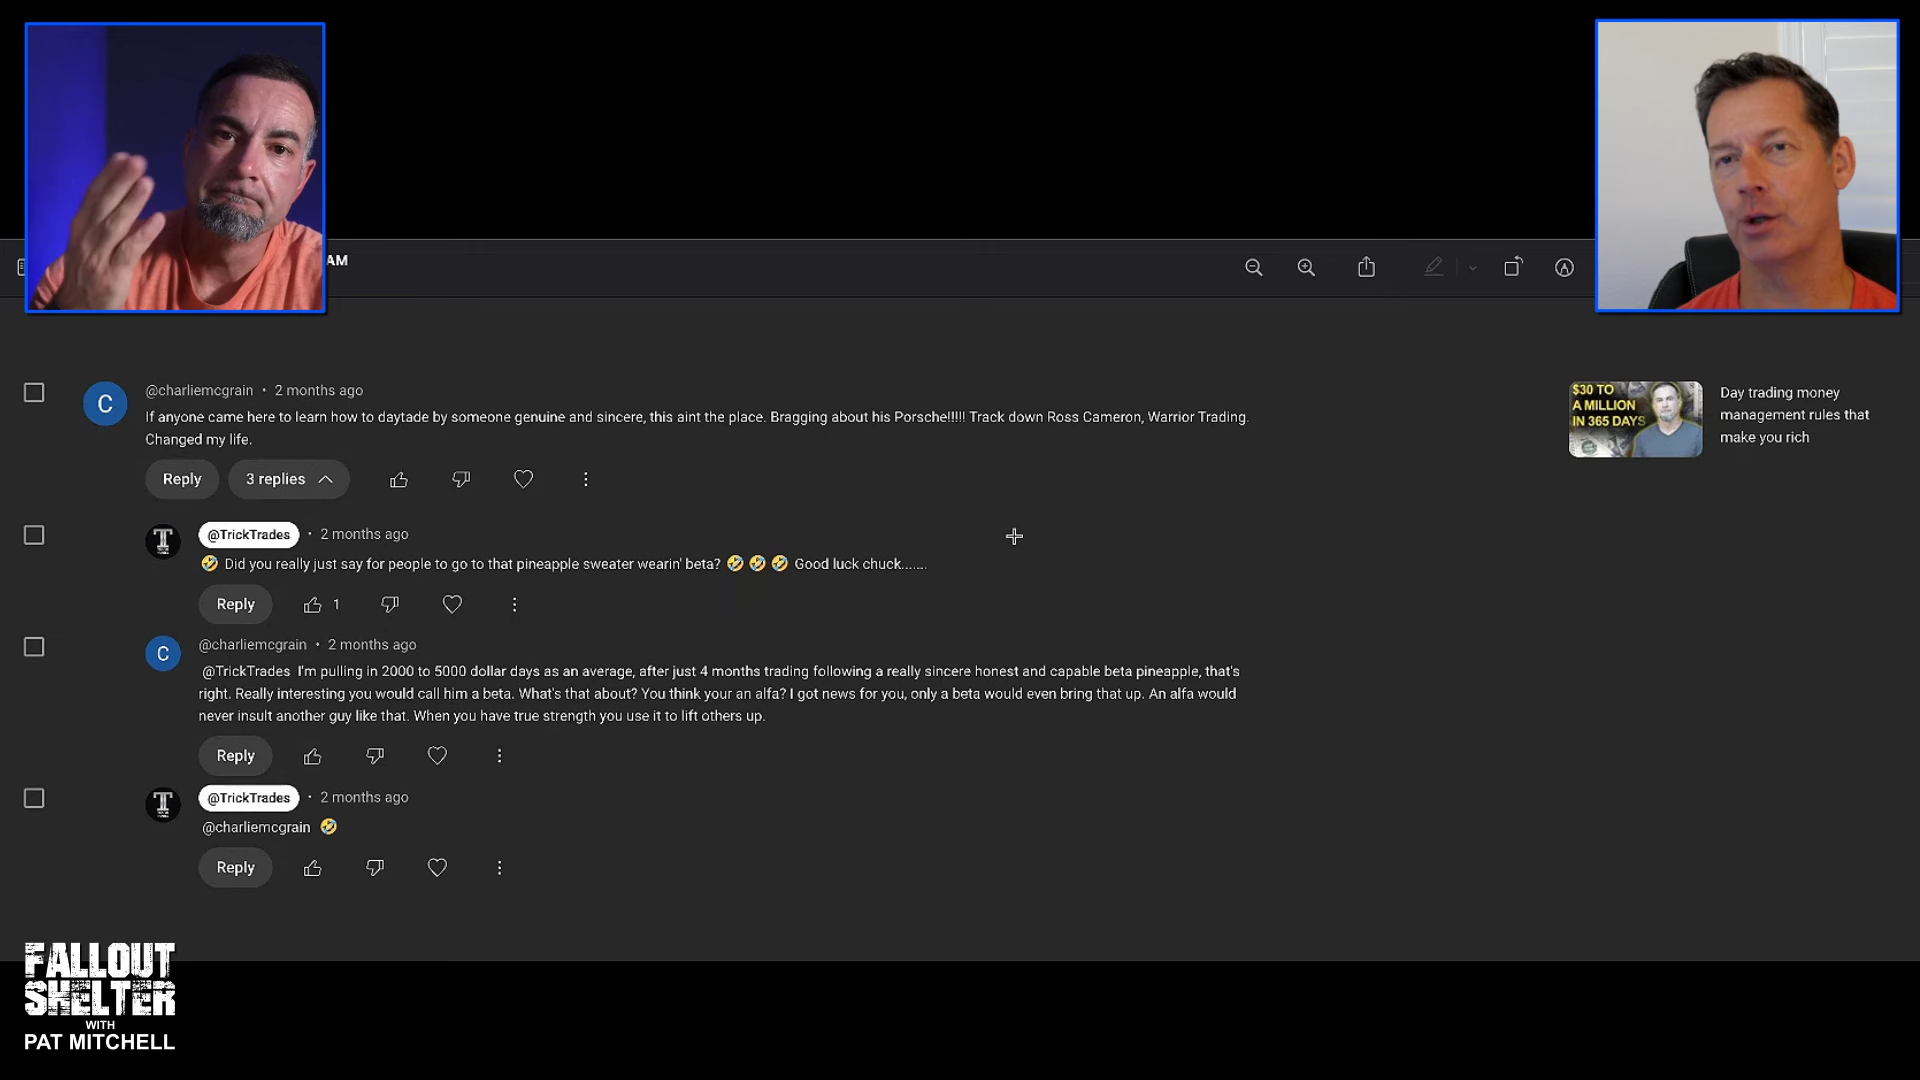 AM
C
@charliemcgrain • 2 months ago
If anyone came here to learn how to daytade by someone genuine and sincere, this aint the place. Bragging about his Porsche!!!!! Track down Ross Cameron, Warrior Trading.
Changed my life.
Reply 3 replies
$30 TO
A MILLION
IN 365 DAYS
Day trading money
management rules that
make you rich
@TrickTrades • 2 months ago
🤣 Did you really just say for people to go to that pineapple sweater wearin' beta? 🤣 🤣 🤣 Good luck chuck.......
Reply 1
C
@charliemcgrain • 2 months ago
@TrickTrades I'm pulling in 2000 to 5000 dollar days as an average, after just 4 months trading following a really sincere honest and capable beta pineapple, that's
right. Really interesting you would call him a beta. What's that about? You think your an alfa? I got news for you, only a beta would even bring that up. An alfa would
never insult another guy like that. When you have true strength you use it to lift others up.
Reply
@TrickTrades • 2 months ago
@charliemcgrain 🤣
Reply
FALLOUT
SHELTER
WITH
PAT MITCHELL